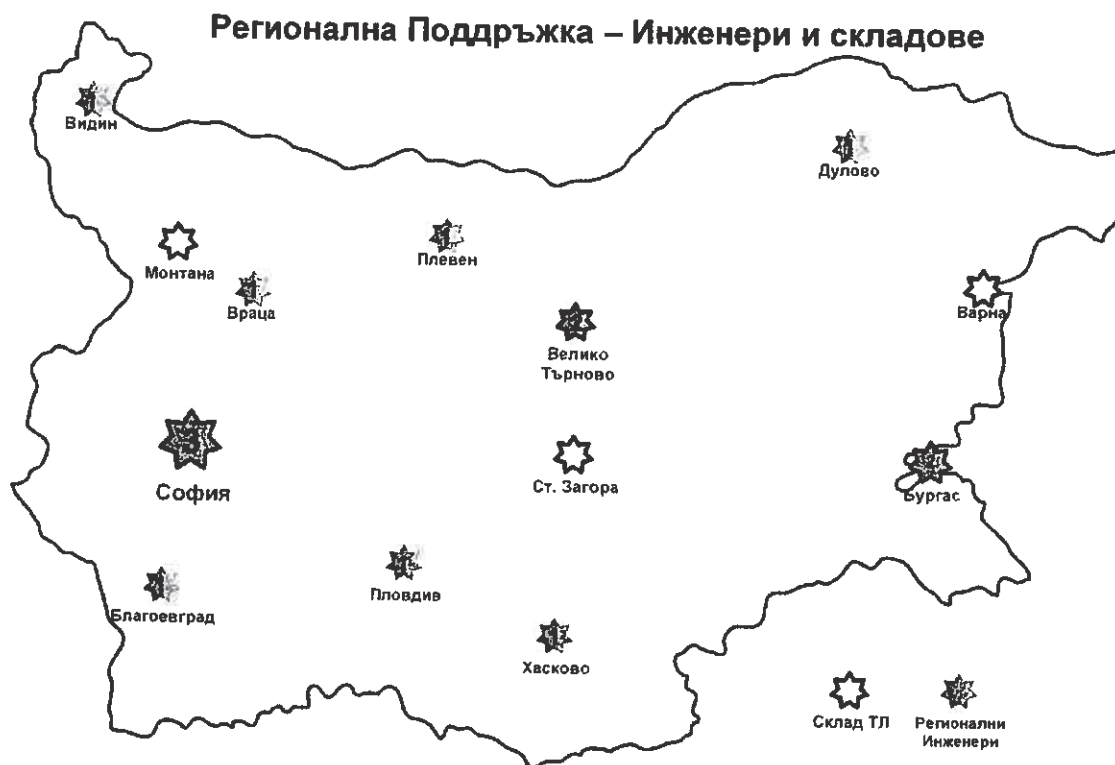 Регионална Поддръжка – Инженери и складове
Видин
Дулово
Плевен
Монтана
Враца
Варна
Велико
Търново
София
Ст. Загора
Бургас
Благоевград
Пловдив
Хасково
Склад ТЛ
Регионални
Инженери